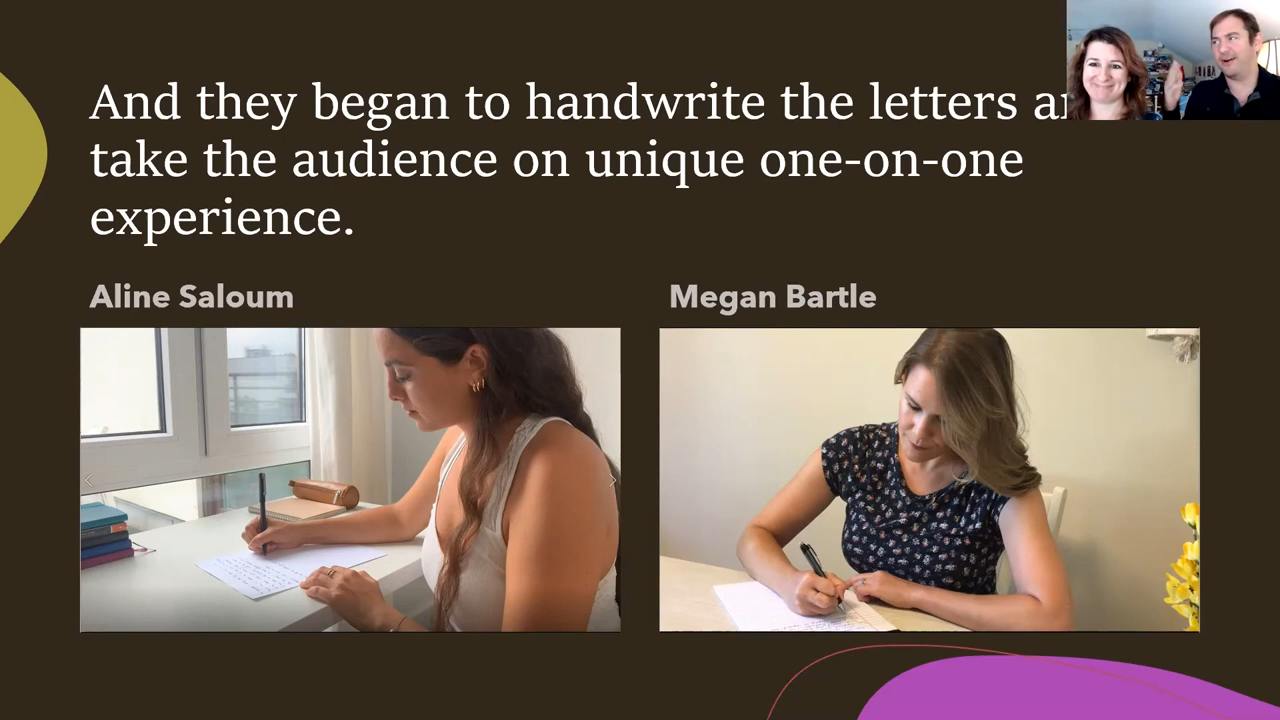 And they began to handwrite the letters
take the audience on unique one-on-one
experience.
Aline Saloum
Megan Bartle